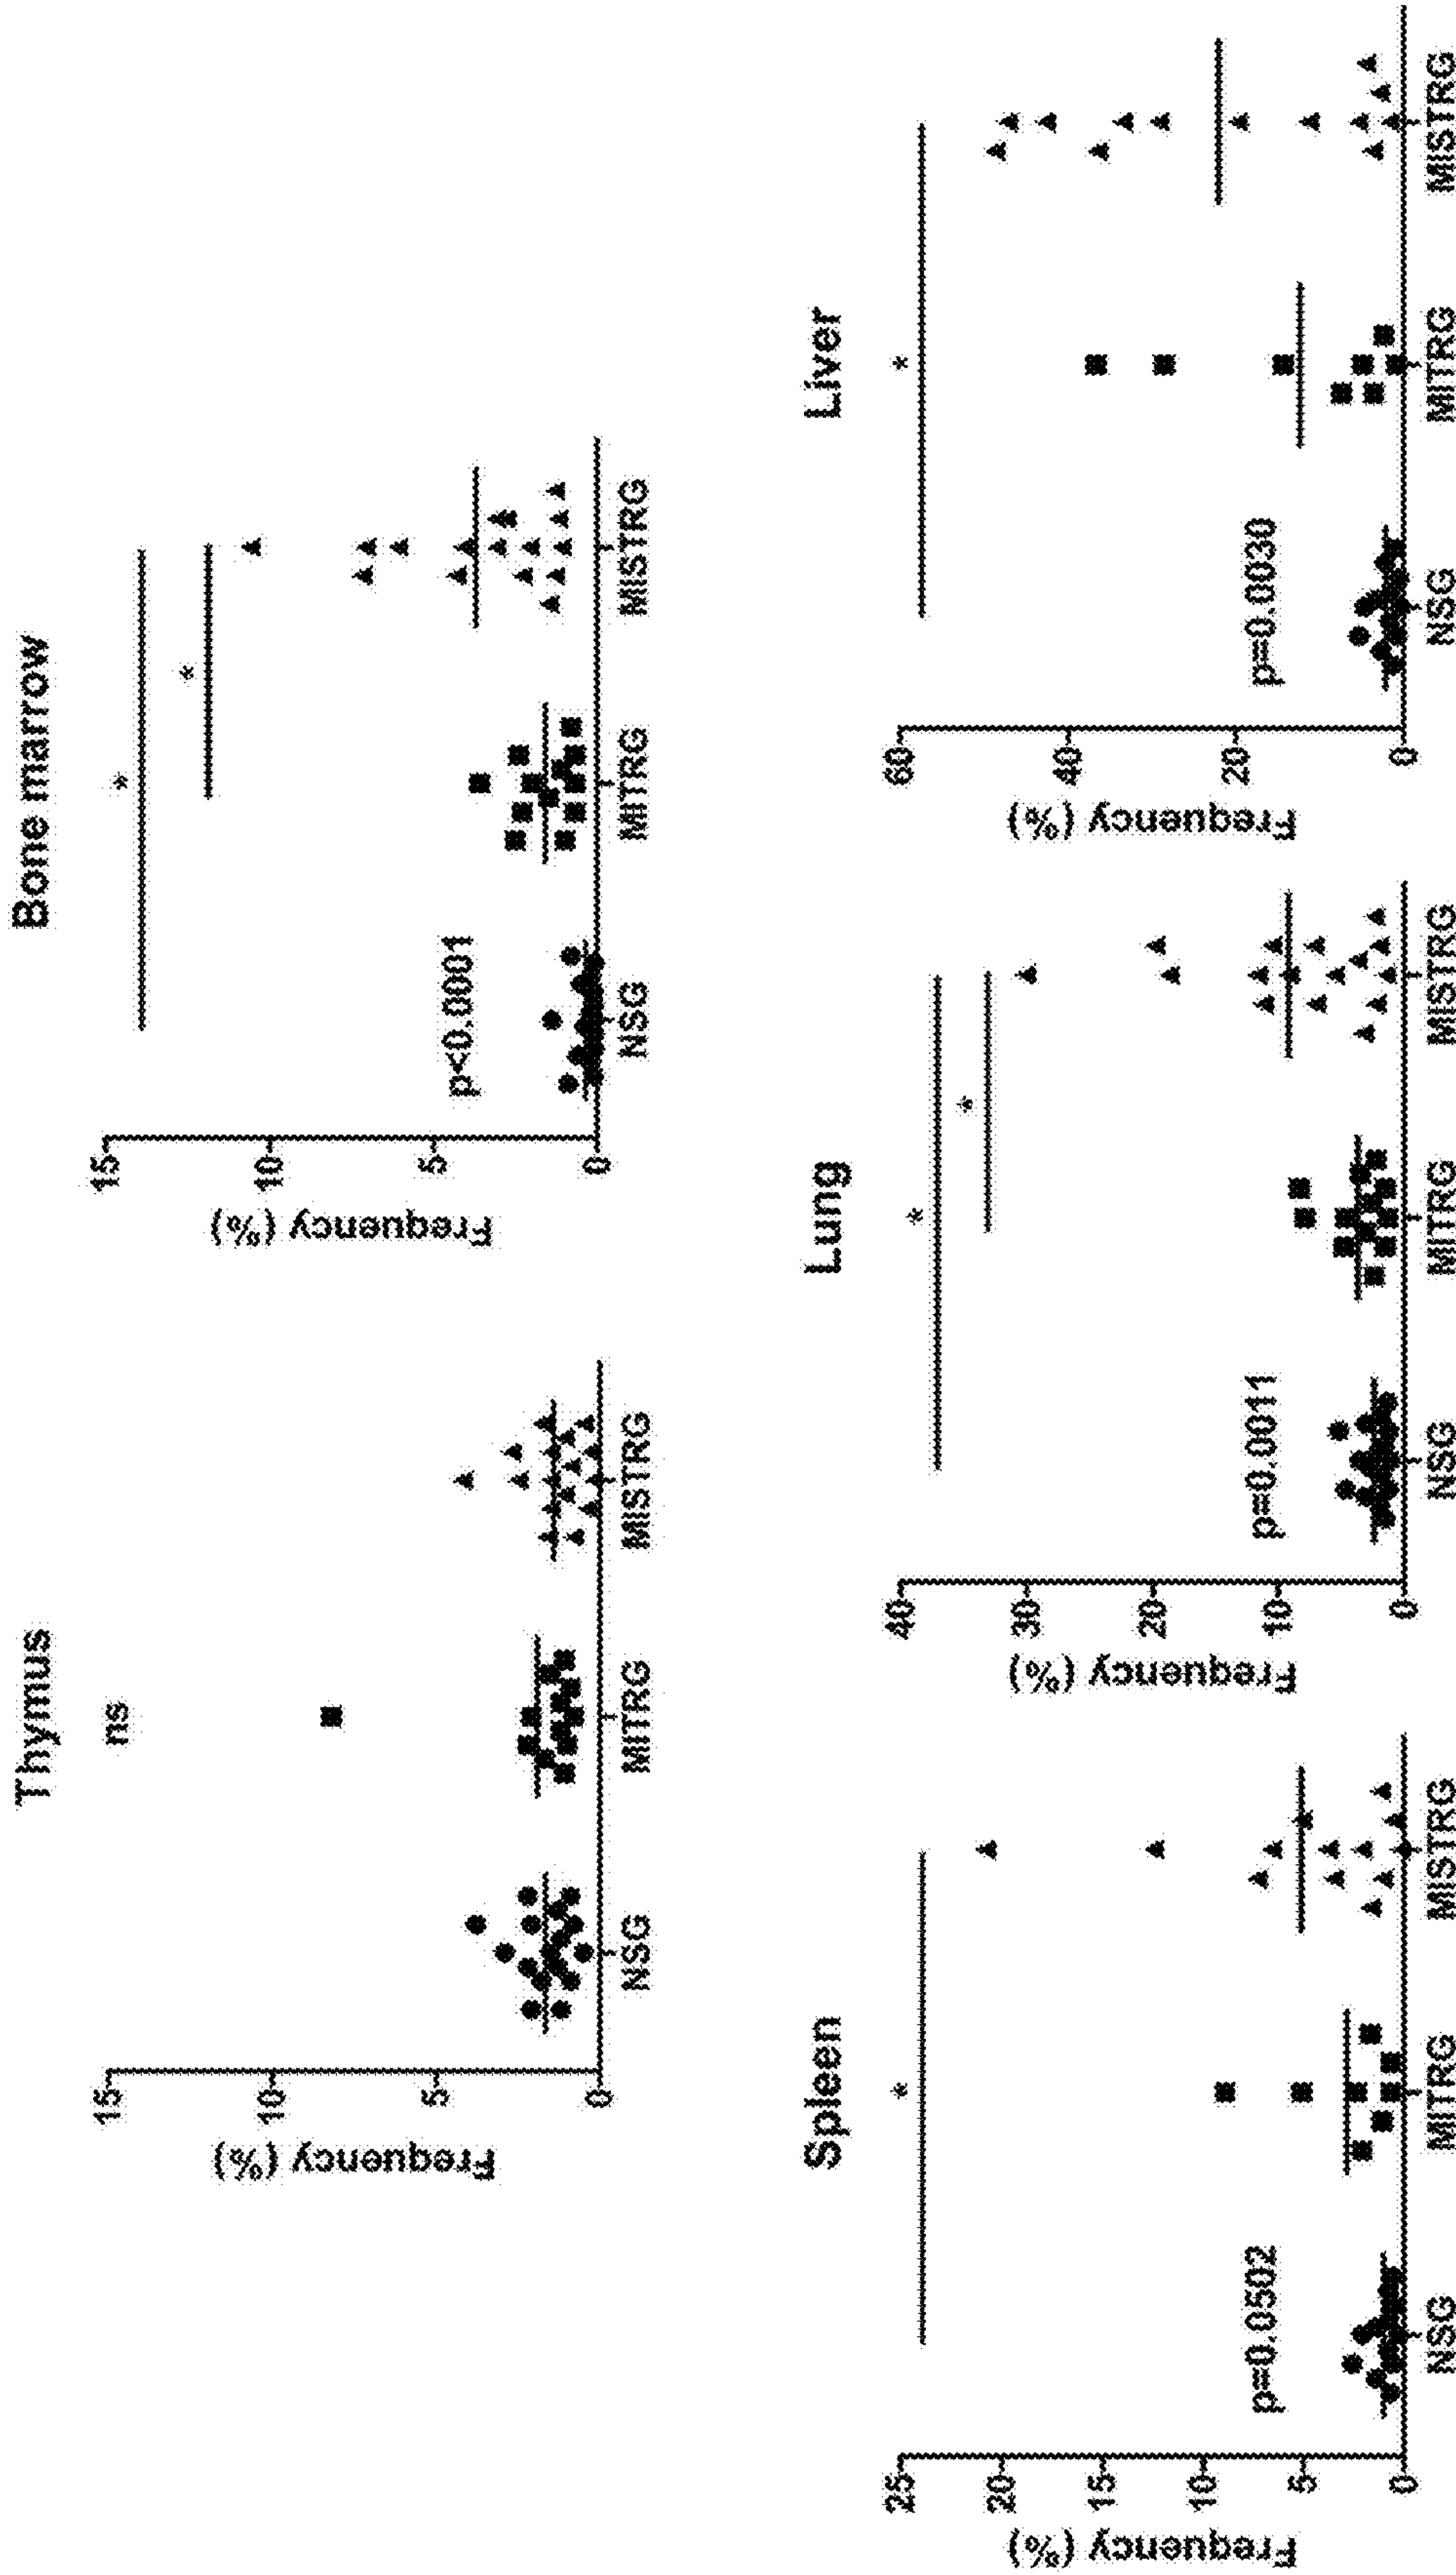 Thymus
ns
Frequency (%)
15
10
5
0
NSG MITRG MISTRG
Bone marrow
*
*
p<0.0001
Frequency (%)
15
10
5
0
NSG MITRG MISTRG
Spleen
*
p=0.0502
Frequency (%)
25
20
15
10
5
0
NSG MITRG MISTRG
Lung
*
*
p=0.0011
Frequency (%)
40
30
20
10
0
NSG MITRG MISTRG
Liver
*
p=0.0030
Frequency (%)
60
40
20
0
NSG MITRG MISTRG